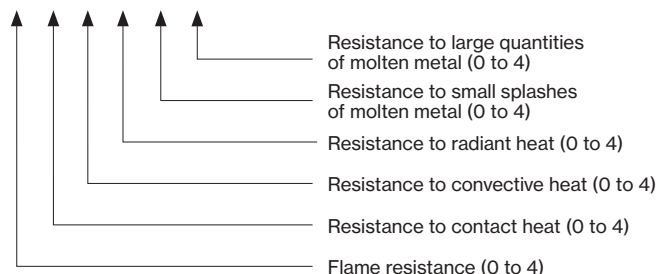 Resistance to large quantities
of molten metal (0 to 4)
Resistance to small splashes
of molten metal (0 to 4)
Resistance to radiant heat (0 to 4)
Resistance to convective heat (0 to 4)
Resistance to contact heat (0 to 4)
Flame resistance (0 to 4)